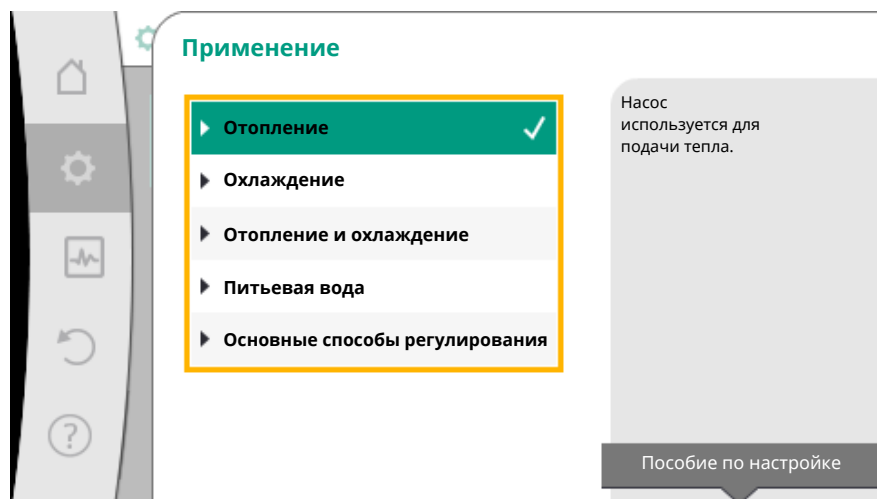 Применение
Отопление
Охлаждение
Отопление и охлаждение
Питьевая вода
Основные способы регулирования
Насос
используется для
подачи тепла.
Пособие по настройке
?